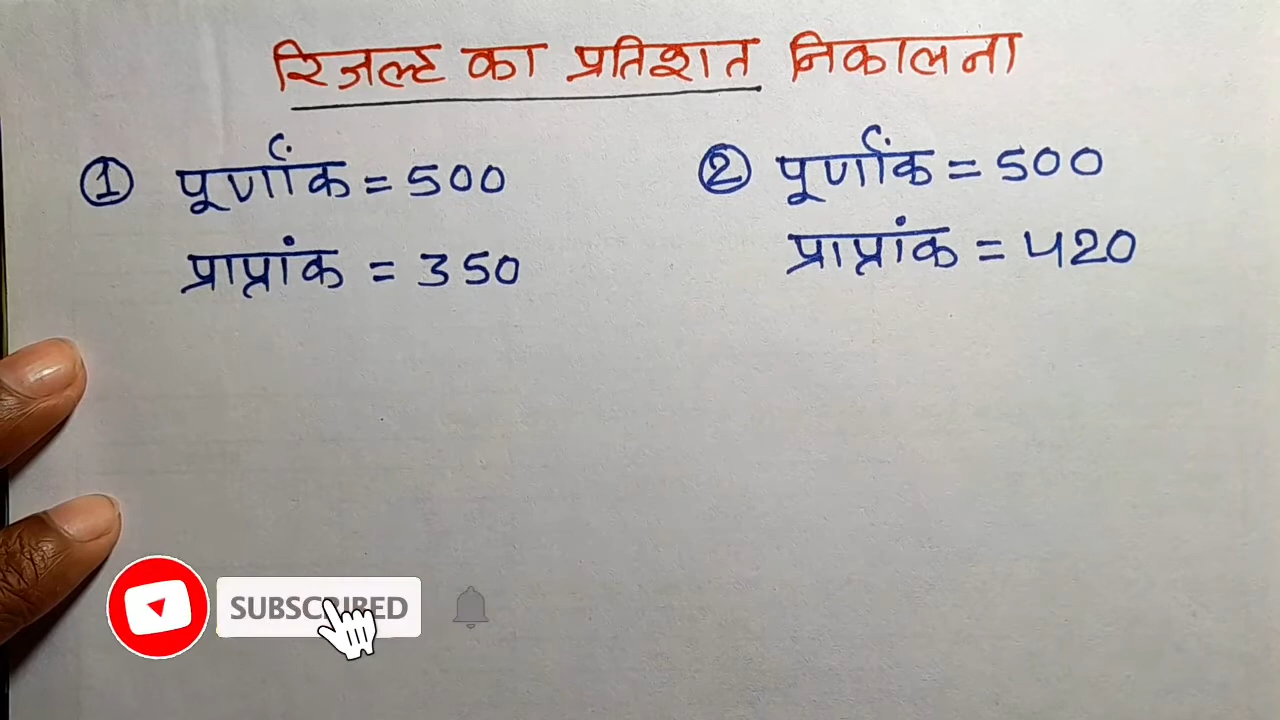 रिजल्ट का प्रतिशत निकालना
① पूर्णांक = 500
प्राप्तांक = 350
② पूर्णांक = 500
प्राप्तांक = 420
SUBSCRIBED